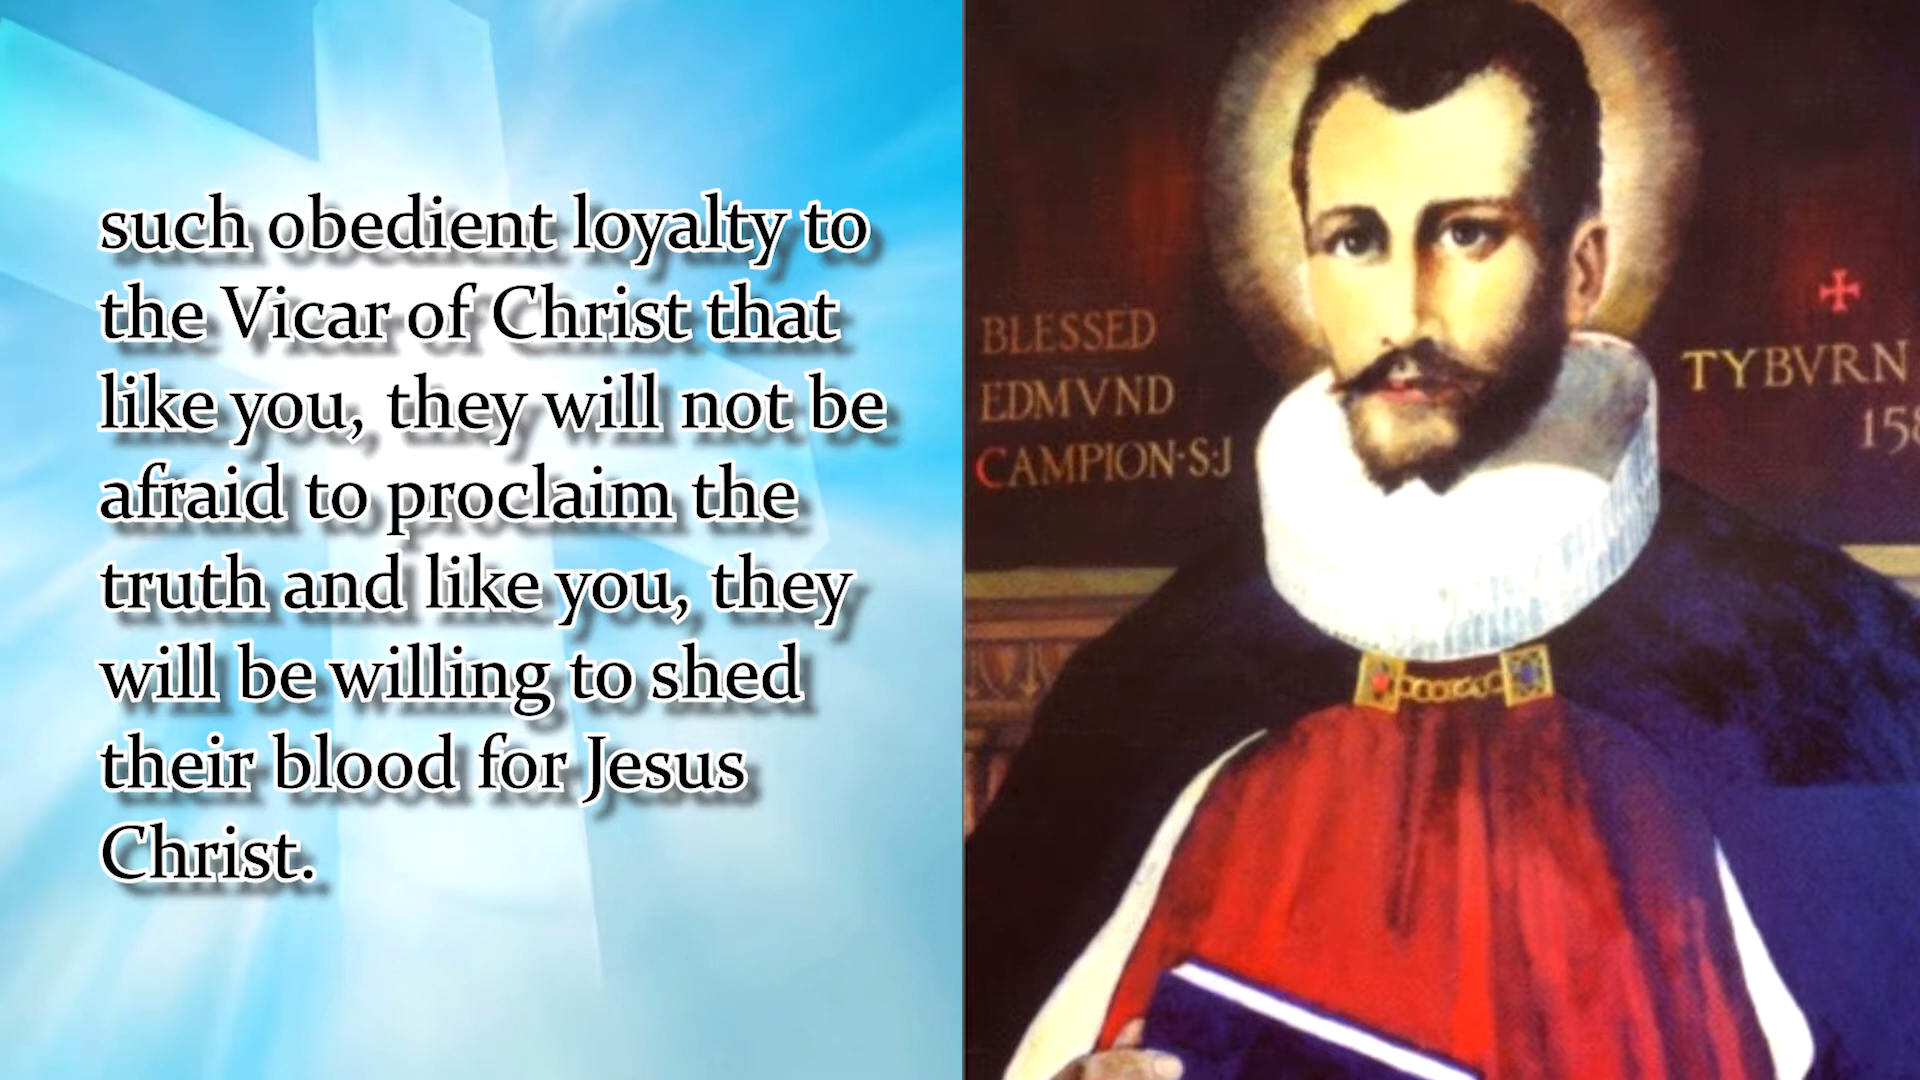 such obedient loyalty to
the Vicar of Christ that
like you, they will not be
afraid to proclaim the
truth and like you, they
will be willing to shed
their blood for Jesus
Christ.
BLESSED
EDMVND
CAMPION·S·J
TYBVRN